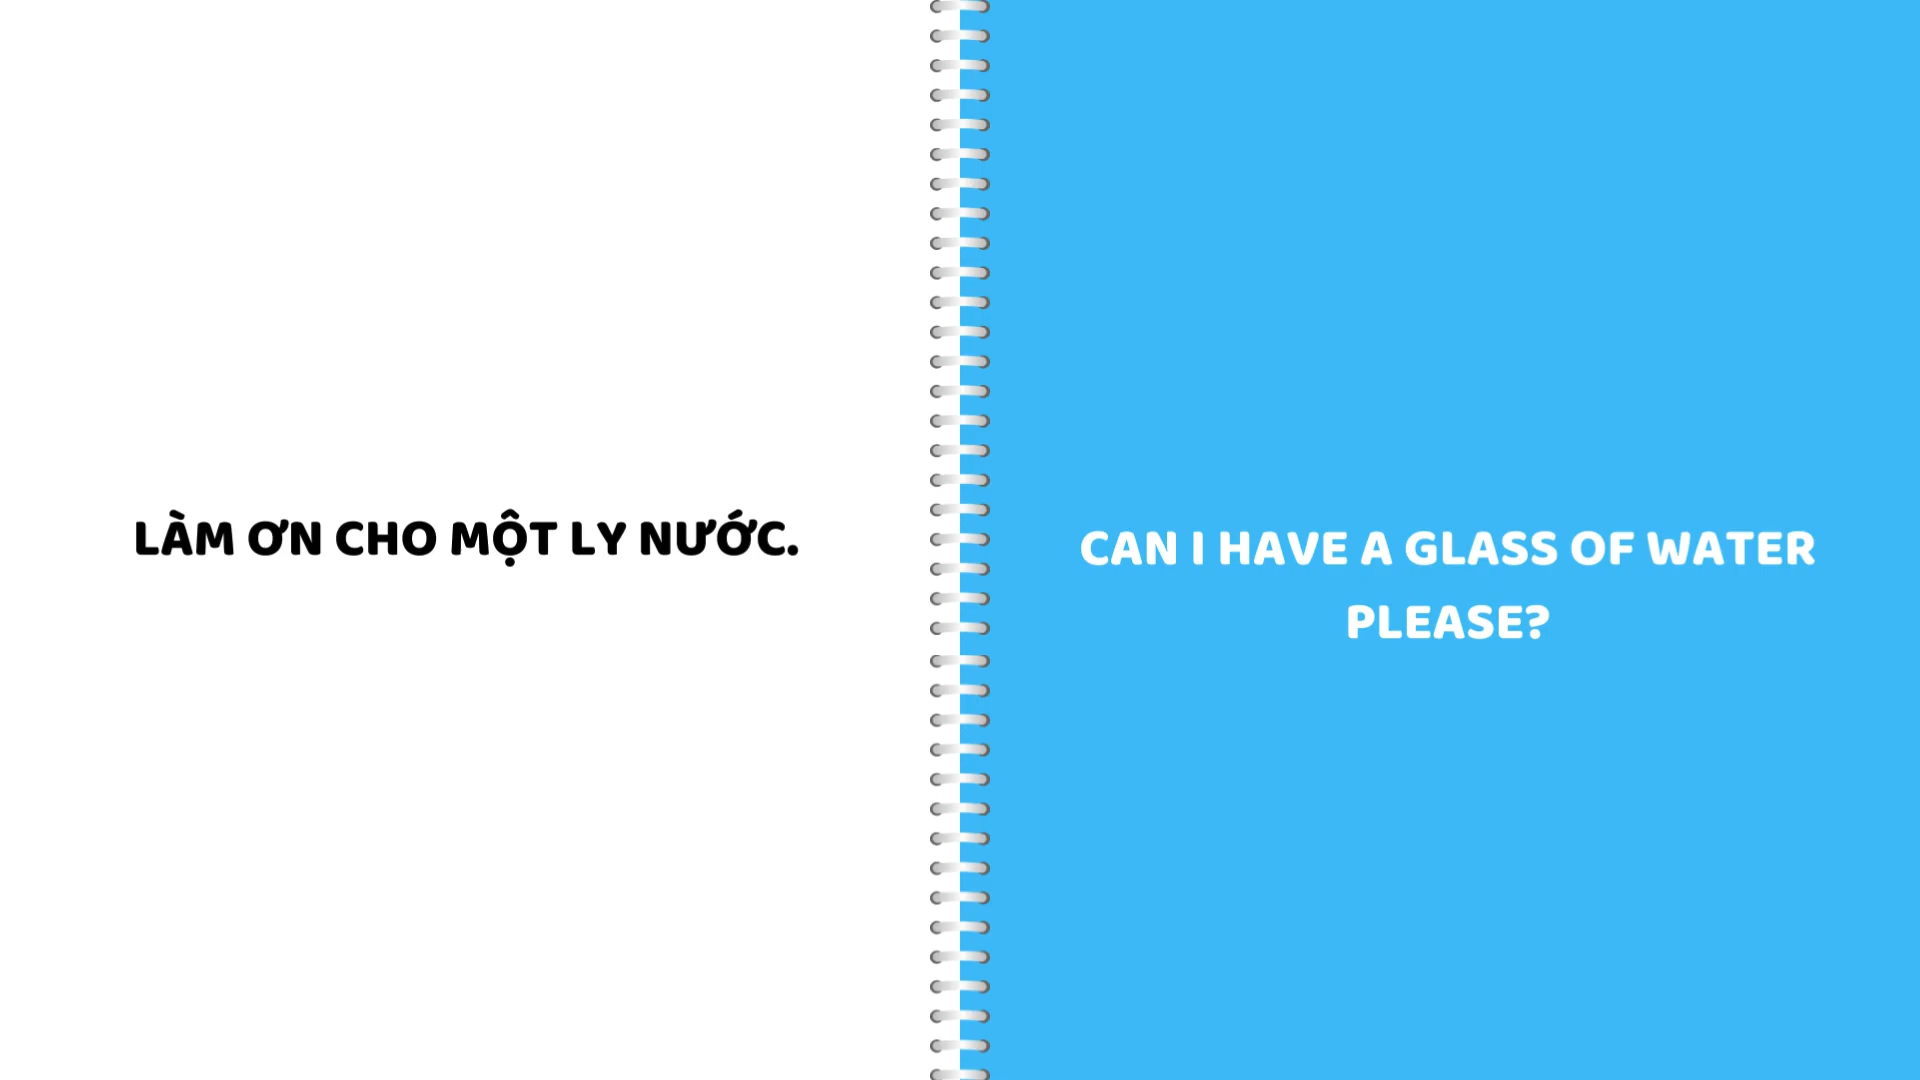 LÀM ƠN CHO MỘT LY NƯỚC.
CAN I HAVE A GLASS OF WATER
PLEASE?